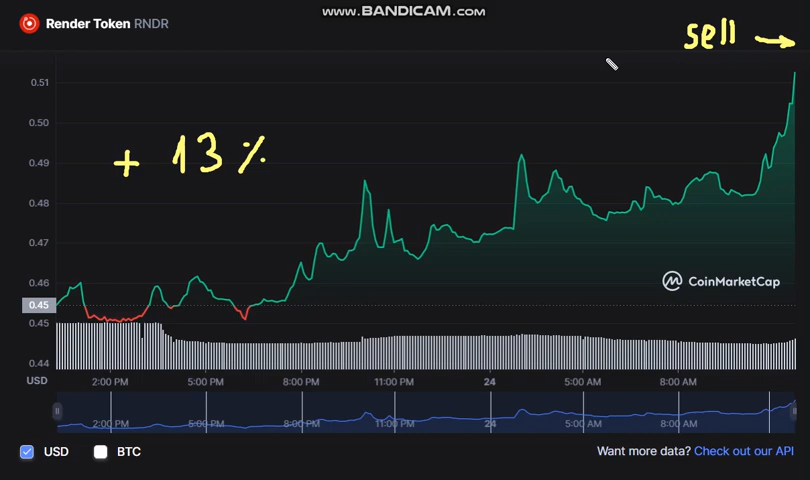 www.BANDICAM.com
Render Token RNDR
sell
0.51
0.50
+ 13 %
0.49
0.48
0.47
0.46
CoinMarketCap
0.45
0.45
0.44
USD 2:00 PM 5:00 PM 8:00 PM 11:00 PM 24 5:00 AM 8:00 AM
2:00 PM 5:00 PM 8:00 PM 11:00 PM 24 5:00 AM 8:00 AM
USD BTC Want more data? Check out our API